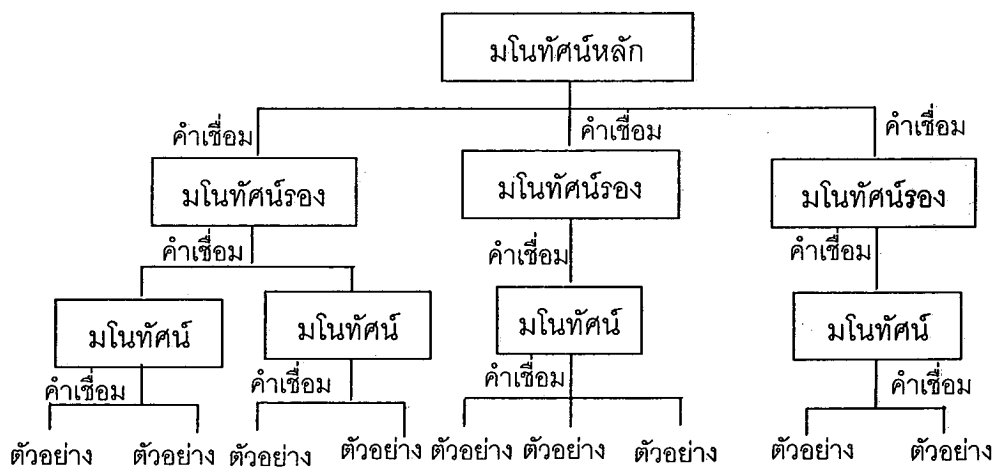 มโนทัศน์หลัก
คำเชื่อม คำเชื่อม คำเชื่อม
มโนทัศน์รอง มโนทัศน์รอง มโนทัศน์รอง
คำเชื่อม คำเชื่อม คำเชื่อม
มโนทัศน์ มโนทัศน์ มโนทัศน์ มโนทัศน์
คำเชื่อม คำเชื่อม คำเชื่อม คำเชื่อม
ตัวอย่าง ตัวอย่าง ตัวอย่าง ตัวอย่าง ตัวอย่าง ตัวอย่าง ตัวอย่าง ตัวอย่าง ตัวอย่าง